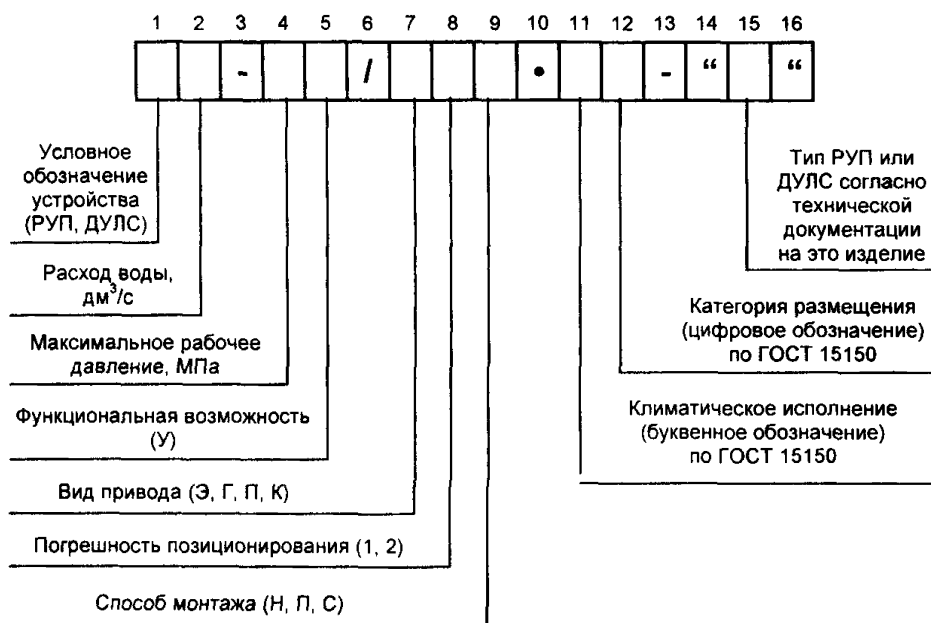 1 2 3 4 5 6 7 8 9 10 11 12 13 14 15 16
- / • - “ “
Условное
обозначение
устройства
(РУП, ДУЛС)
Расход воды,
дм³/с
Максимальное рабочее
давление, МПа
Функциональная возможность
(У)
Вид привода (Э, Г, П, К)
Погрешность позиционирования (1, 2)
Способ монтажа (Н, П, С)
Тип РУП или
ДУЛС согласно
технической
документации
на это изделие
Категория размещения
(цифровое обозначение)
по ГОСТ 15150
Климатическое исполнение
(буквенное обозначение)
по ГОСТ 15150